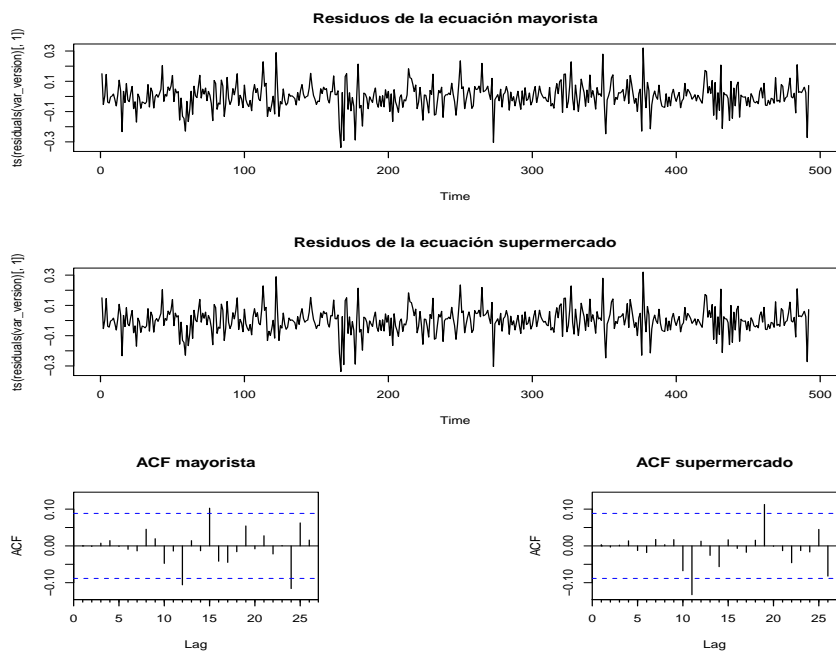 Residuos de la ecuación mayorista
ts(residuals(var_version)[, 1])
0.3
0.1
-0.1
-0.3
0 100 200 300 400 500
Time
Residuos de la ecuación supermercado
ts(residuals(var_version)[, 1])
0.3
0.1
-0.1
-0.3
0 100 200 300 400 500
Time
ACF mayorista
ACF
0.10
0.00
-0.10
0 5 10 15 20 25
Lag
ACF supermercado
ACF
0.10
0.00
-0.10
0 5 10 15 20 25
Lag